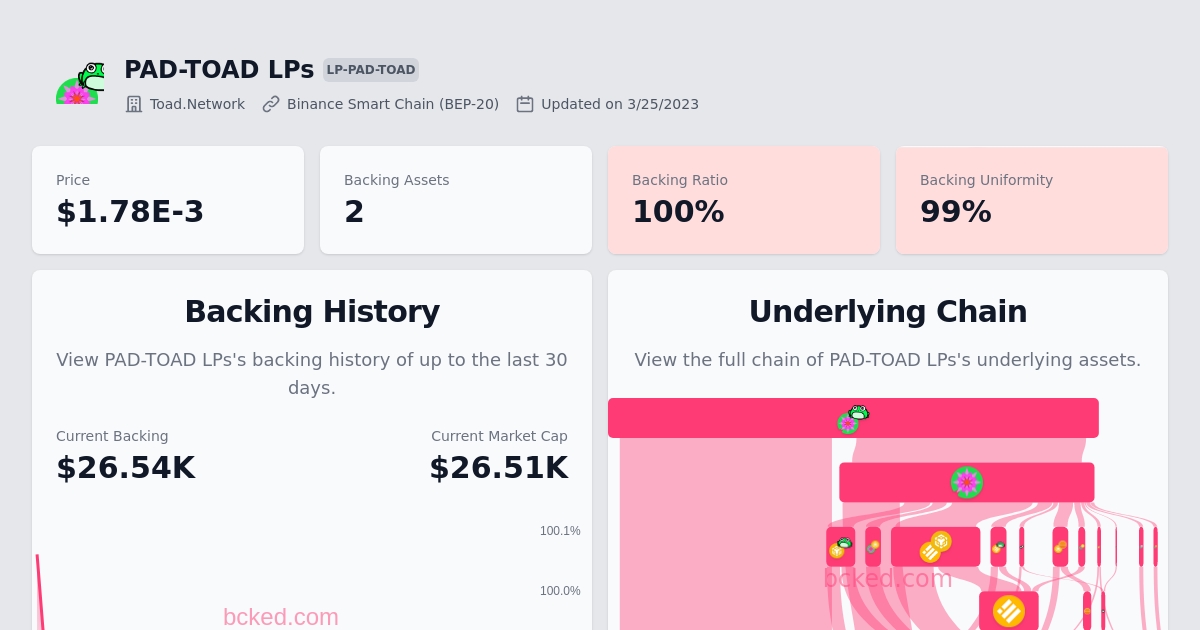 PAD-TOAD LPs LP-PAD-TOAD
Toad.Network Binance Smart Chain (BEP-20) Updated on 3/25/2023
Price
$1.78E-3
Backing Assets
2
Backing Ratio
100%
Backing Uniformity
99%
Backing History
View PAD-TOAD LPs's backing history of up to the last 30
days.
Current Backing
$26.54K
Current Market Cap
$26.51K
100.1%
100.0%
bcked.com
Underlying Chain
View the full chain of PAD-TOAD LPs's underlying assets.
bcked.com